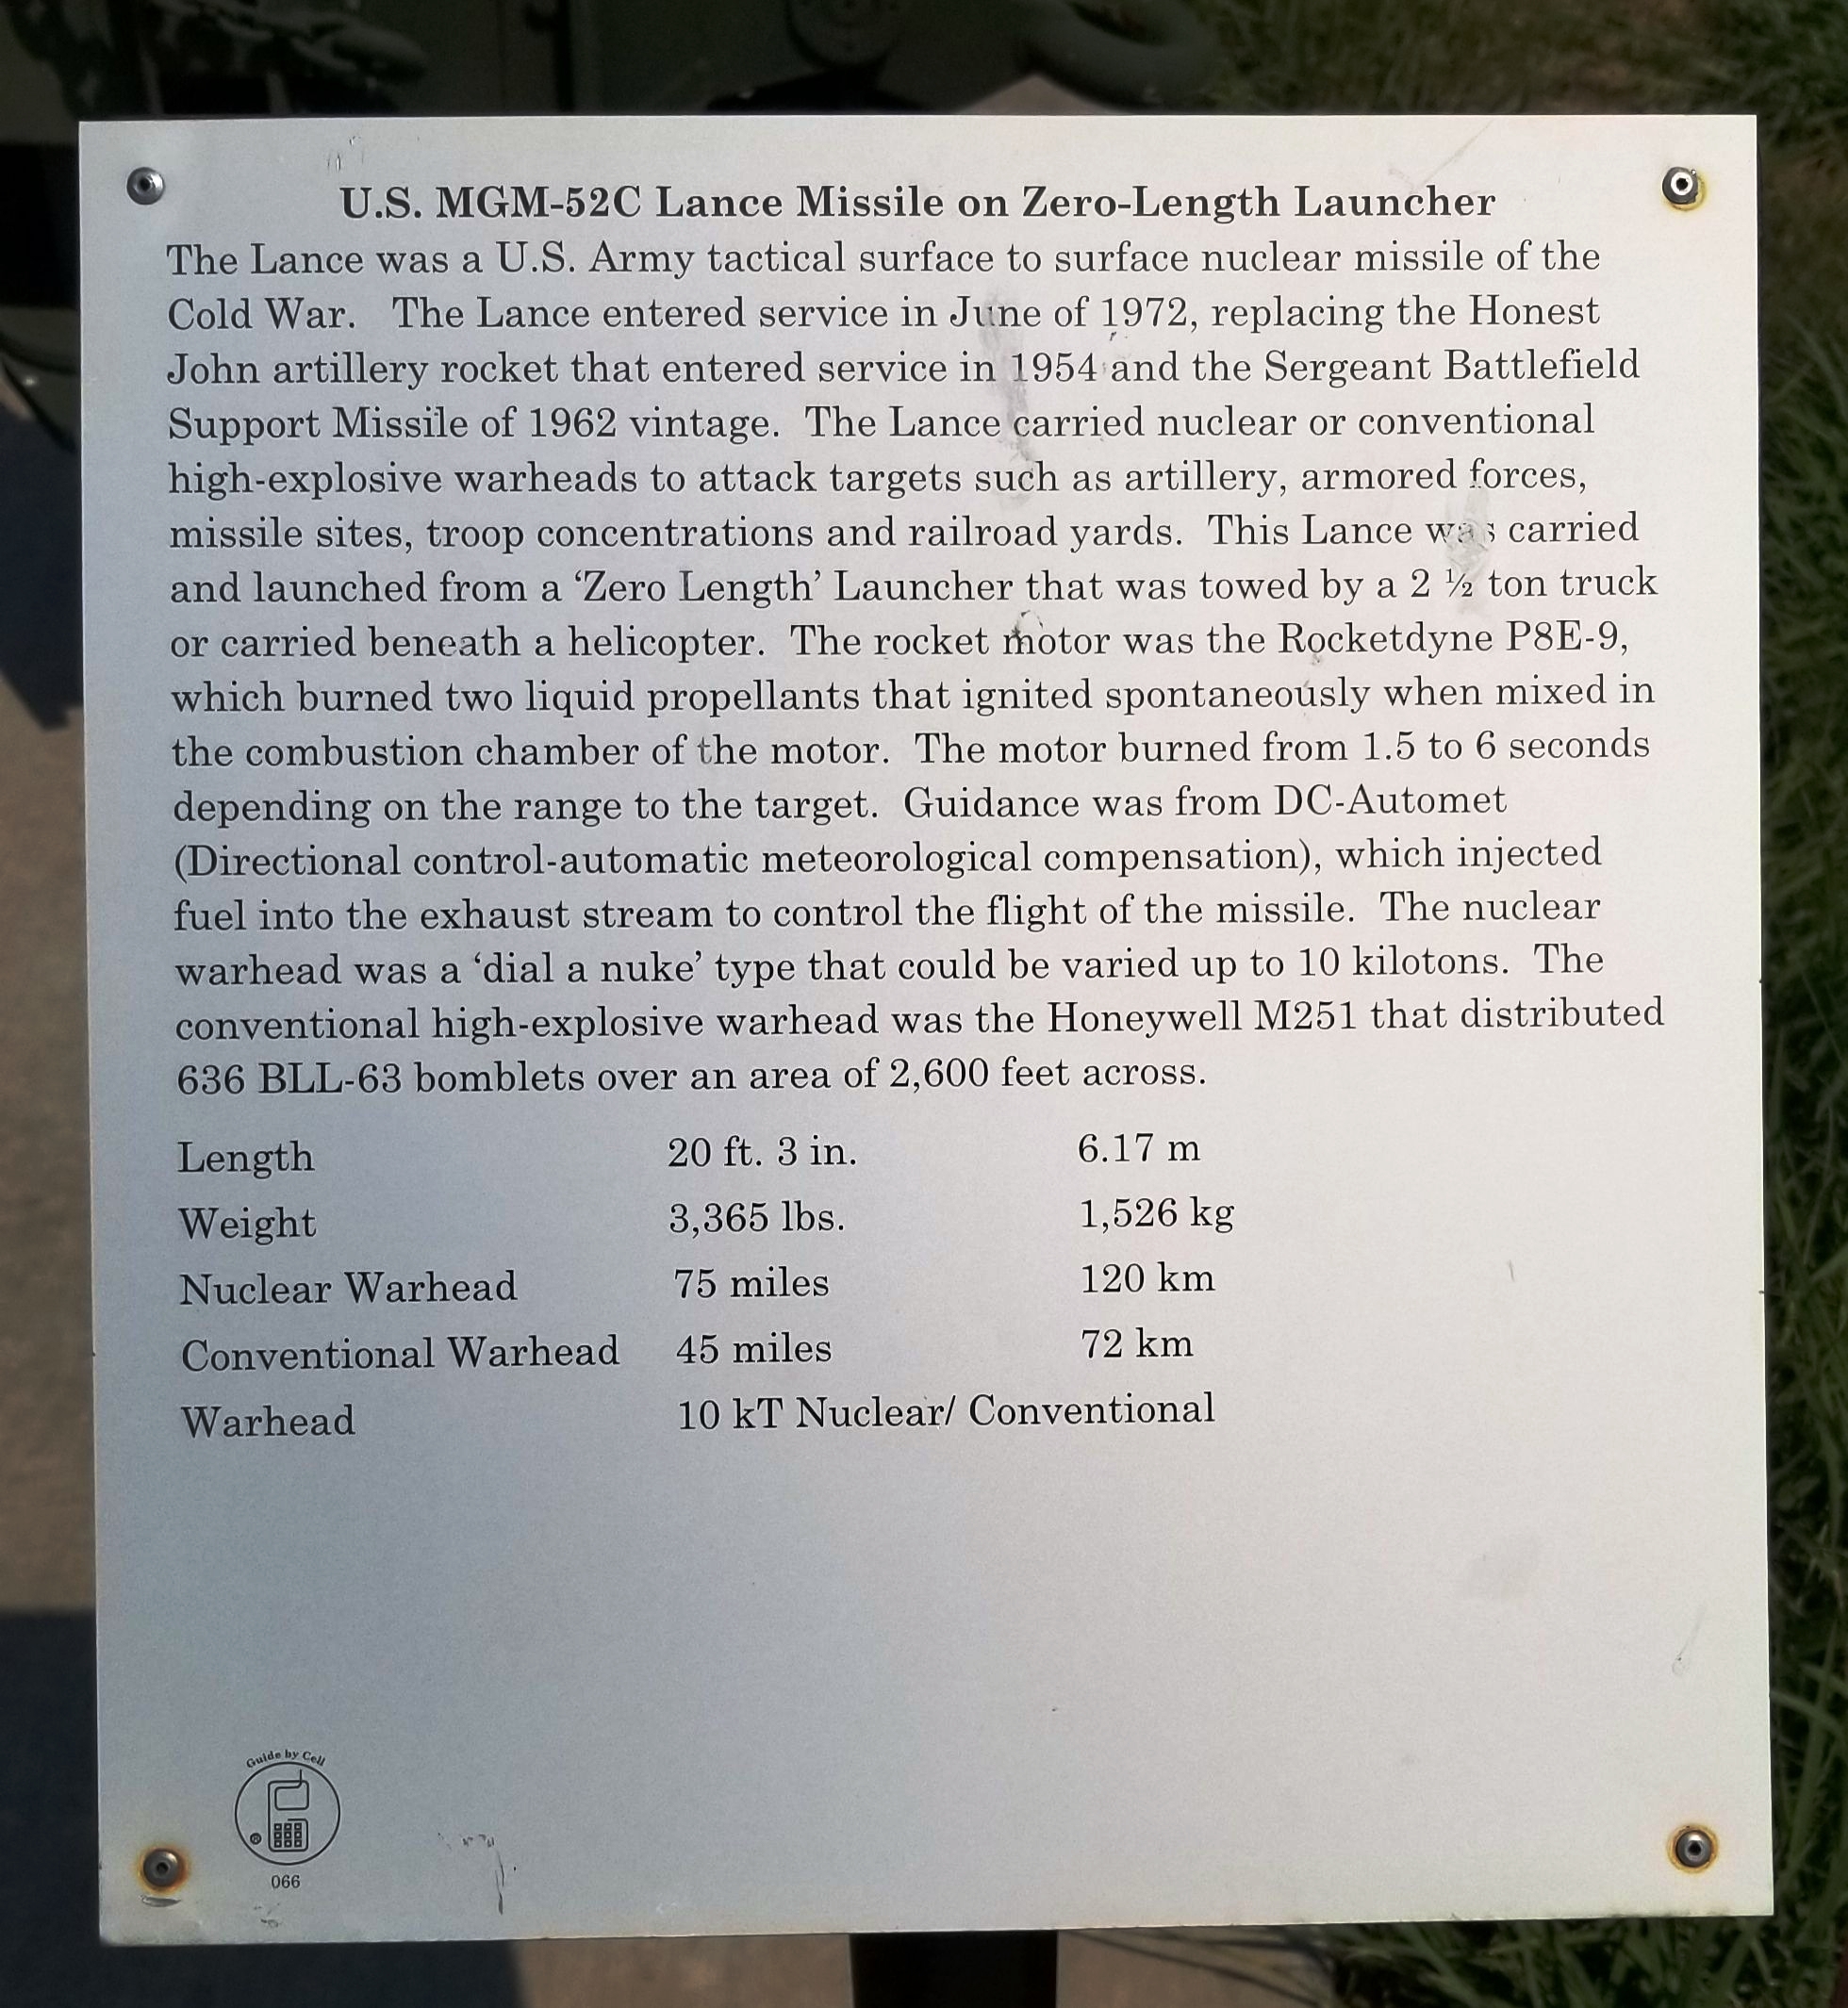 U.S. MGM-52C Lance Missile on Zero-Length Launcher
The Lance was a U.S. Army tactical surface to surface nuclear missile of the
Cold War. The Lance entered service in June of 1972, replacing the Honest
John artillery rocket that entered service in 1954 and the Sergeant Battlefield
Support Missile of 1962 vintage. The Lance carried nuclear or conventional
high-explosive warheads to attack targets such as artillery, armored forces,
missile sites, troop concentrations and railroad yards. This Lance was carried
and launched from a ‘Zero Length’ Launcher that was towed by a 2 ½ ton truck
or carried beneath a helicopter. The rocket motor was the Rocketdyne P8E-9,
which burned two liquid propellants that ignited spontaneously when mixed in
the combustion chamber of the motor. The motor burned from 1.5 to 6 seconds
depending on the range to the target. Guidance was from DC-Automet
(Directional control-automatic meteorological compensation), which injected
fuel into the exhaust stream to control the flight of the missile. The nuclear
warhead was a ‘dial a nuke’ type that could be varied up to 10 kilotons. The
conventional high-explosive warhead was the Honeywell M251 that distributed
636 BLL-63 bomblets over an area of 2,600 feet across.
Length 20 ft. 3 in. 6.17 m
Weight 3,365 lbs. 1,526 kg
Nuclear Warhead 75 miles 120 km
Conventional Warhead 45 miles 72 km
Warhead 10 kT Nuclear/ Conventional
Guide by Cell
®
066